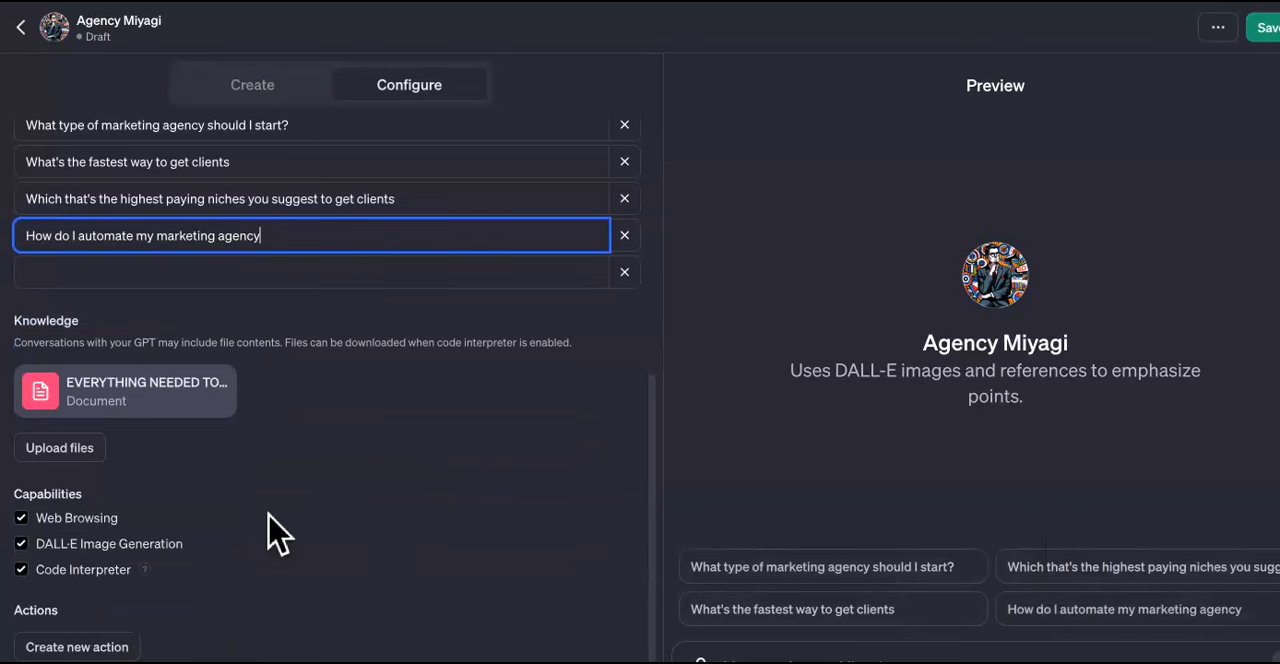 Agency Miyagi
Draft
Save
Create
Configure
Preview
What type of marketing agency should I start?
What's the fastest way to get clients
Which that's the highest paying niches you suggest to get clients
How do I automate my marketing agency
Knowledge
Conversations with your GPT may include file contents. Files can be downloaded when code interpreter is enabled.
EVERYTHING NEEDED TO...
Document
Upload files
Capabilities
Web Browsing
DALL·E Image Generation
Code Interpreter ?
Actions
Create new action
Agency Miyagi
Uses DALL-E images and references to emphasize
points.
What type of marketing agency should I start?
Which that's the highest paying niches you sugg
What's the fastest way to get clients
How do I automate my marketing agency